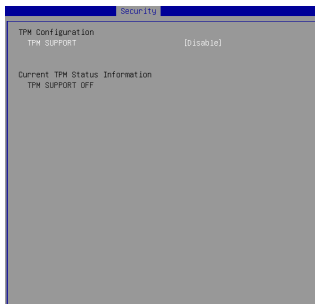 Security
TPM Configuration
TPM SUPPORT [Disable]
Current TPM Status Information
TPM SUPPORT OFF